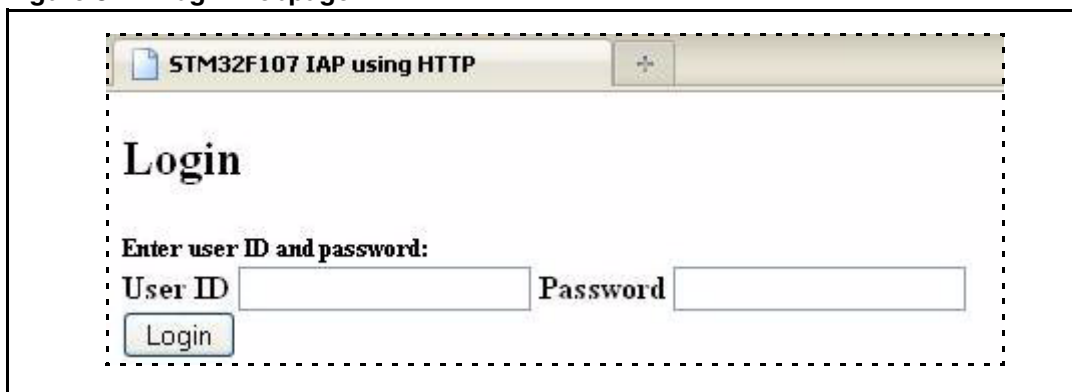 STM32F107 IAP using HTTP
Login
Enter user ID and password:
User ID Password
Login